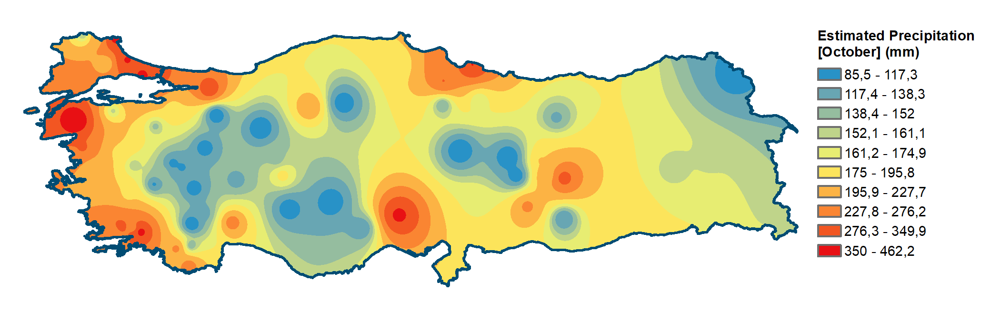 Estimated Precipitation
[October] (mm)
85,5 - 117,3
117,4 - 138,3
138,4 - 152
152,1 - 161,1
161,2 - 174,9
175 - 195,8
195,9 - 227,7
227,8 - 276,2
276,3 - 349,9
350 - 462,2